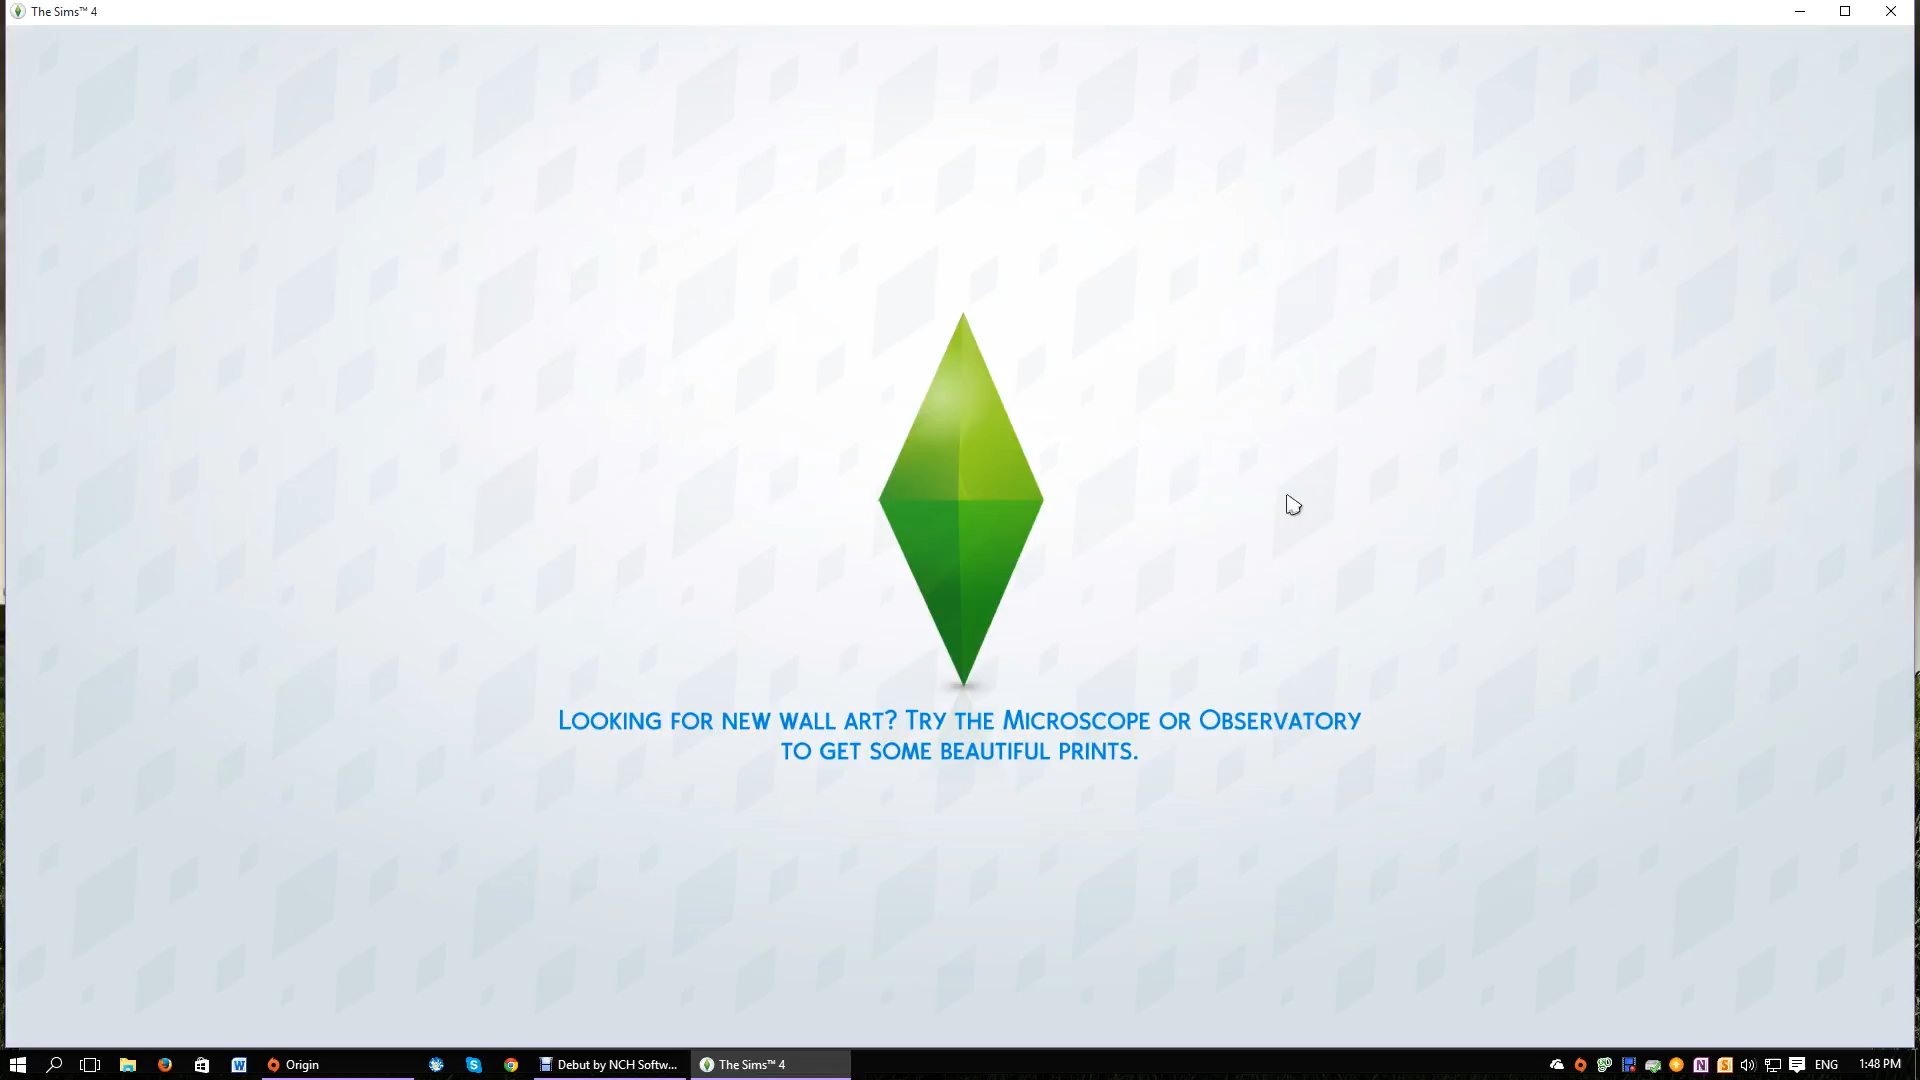 The Sims™ 4
Looking for new wall art? Try the Microscope or Observatory
to get some beautiful prints.
Origin
Debut by NCH Softw...
The Sims™ 4
ENG
1:48 PM